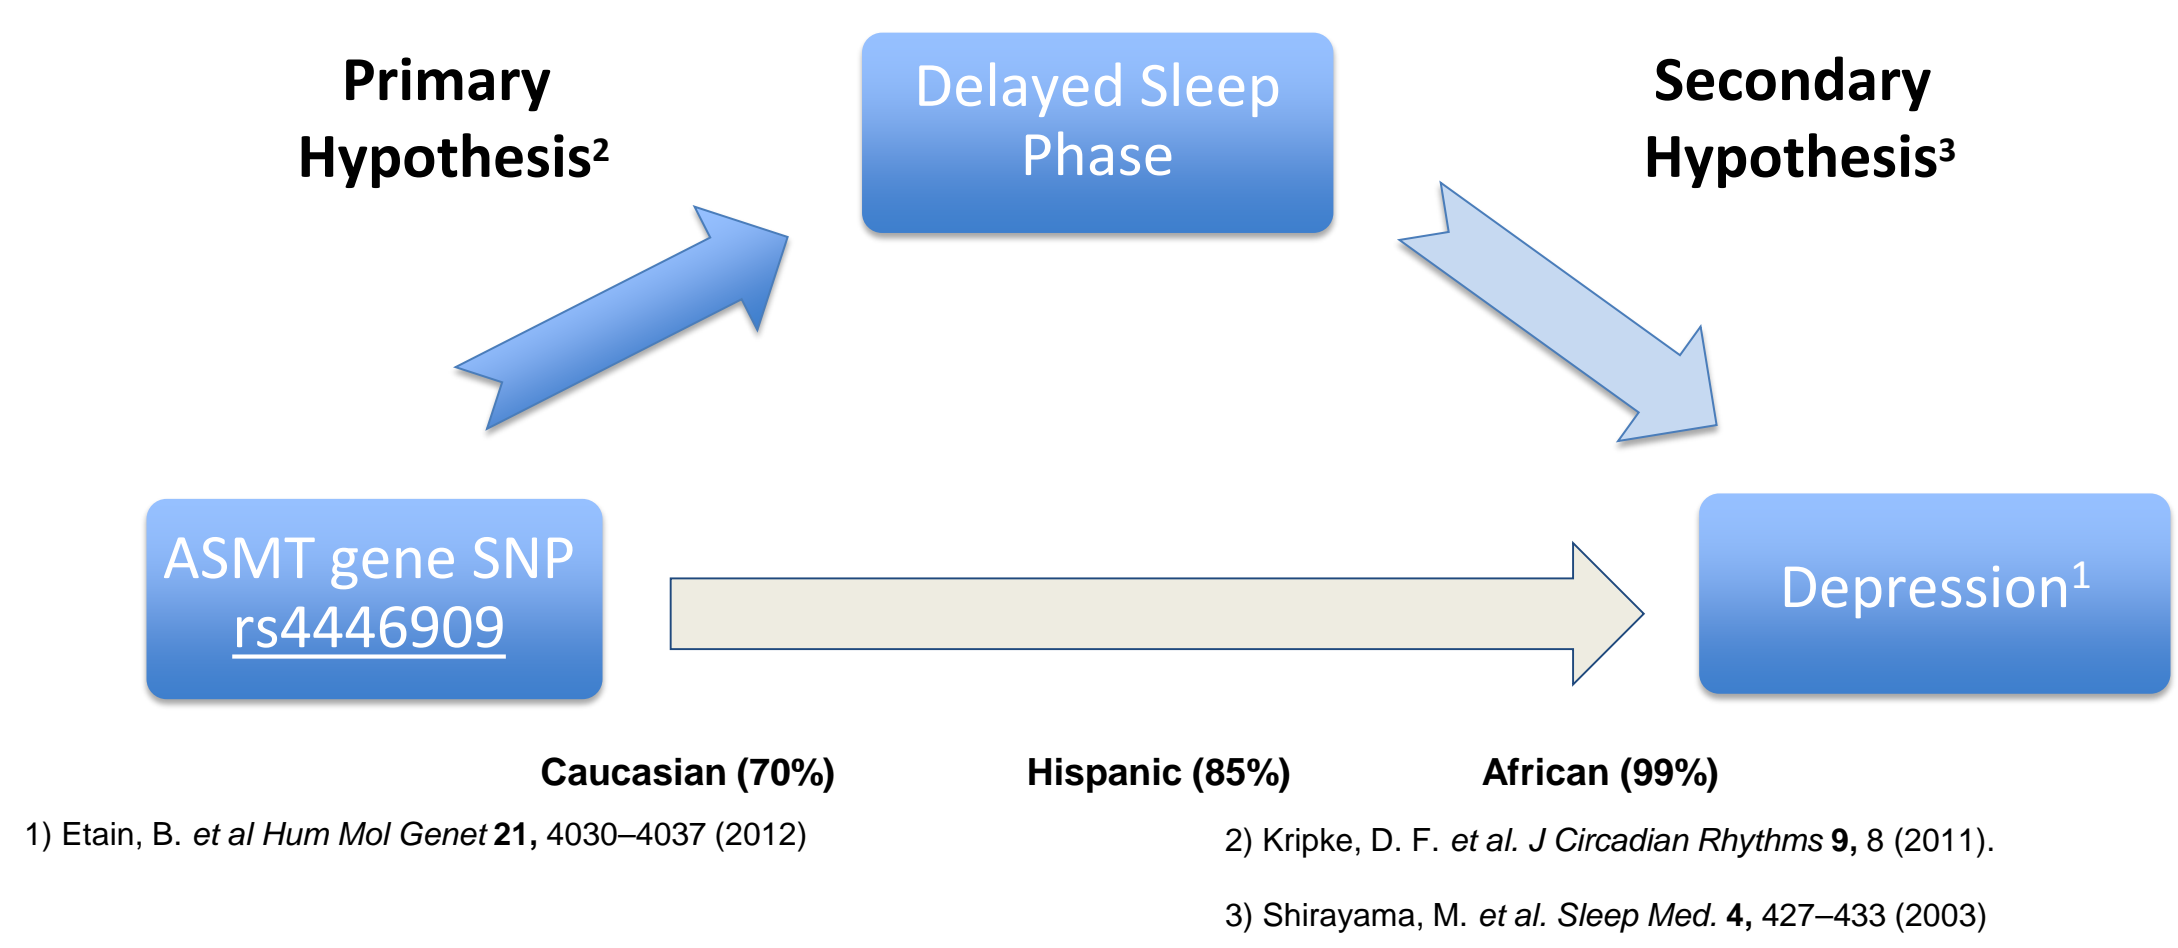 Primary
Hypothesis²
Delayed Sleep
Phase
Secondary
Hypothesis³
ASMT gene SNP
rs4446909
Depression¹
Caucasian (70%)
Hispanic (85%)
African (99%)
1) Etain, B. et al Hum Mol Genet 21, 4030–4037 (2012)
2) Kripke, D. F. et al. J Circadian Rhythms 9, 8 (2011).
3) Shirayama, M. et al. Sleep Med. 4, 427–433 (2003)